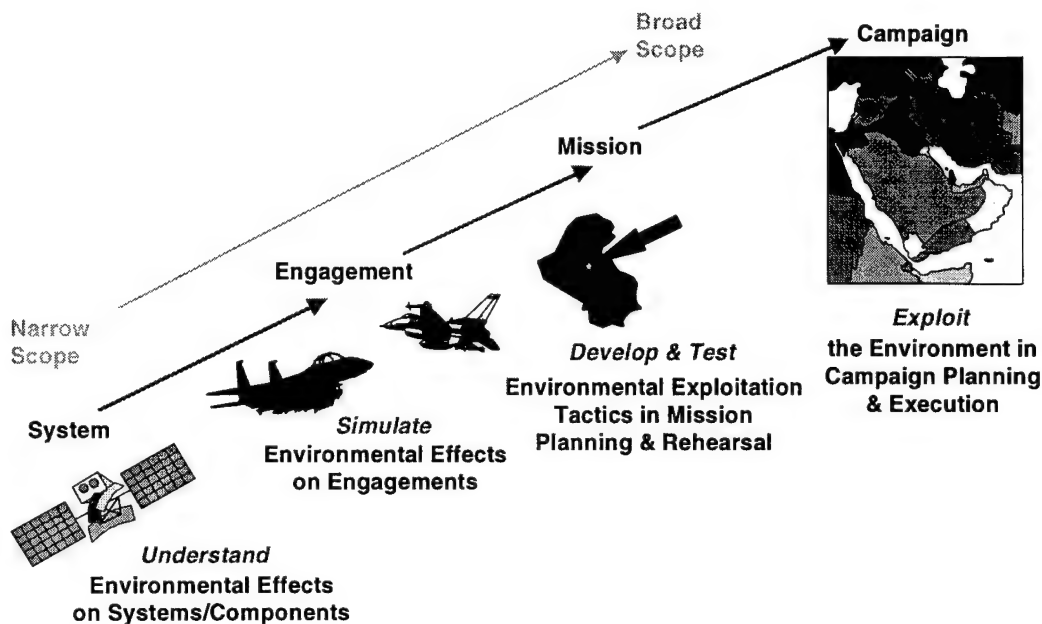 Broad
Scope
Campaign
Mission
Engagement
Narrow
Scope
System
Exploit
the Environment in
Campaign Planning
& Execution
Develop & Test
Environmental Exploitation
Tactics in Mission
Planning & Rehearsal
Simulate
Environmental Effects
on Engagements
Understand
Environmental Effects
on Systems/Components